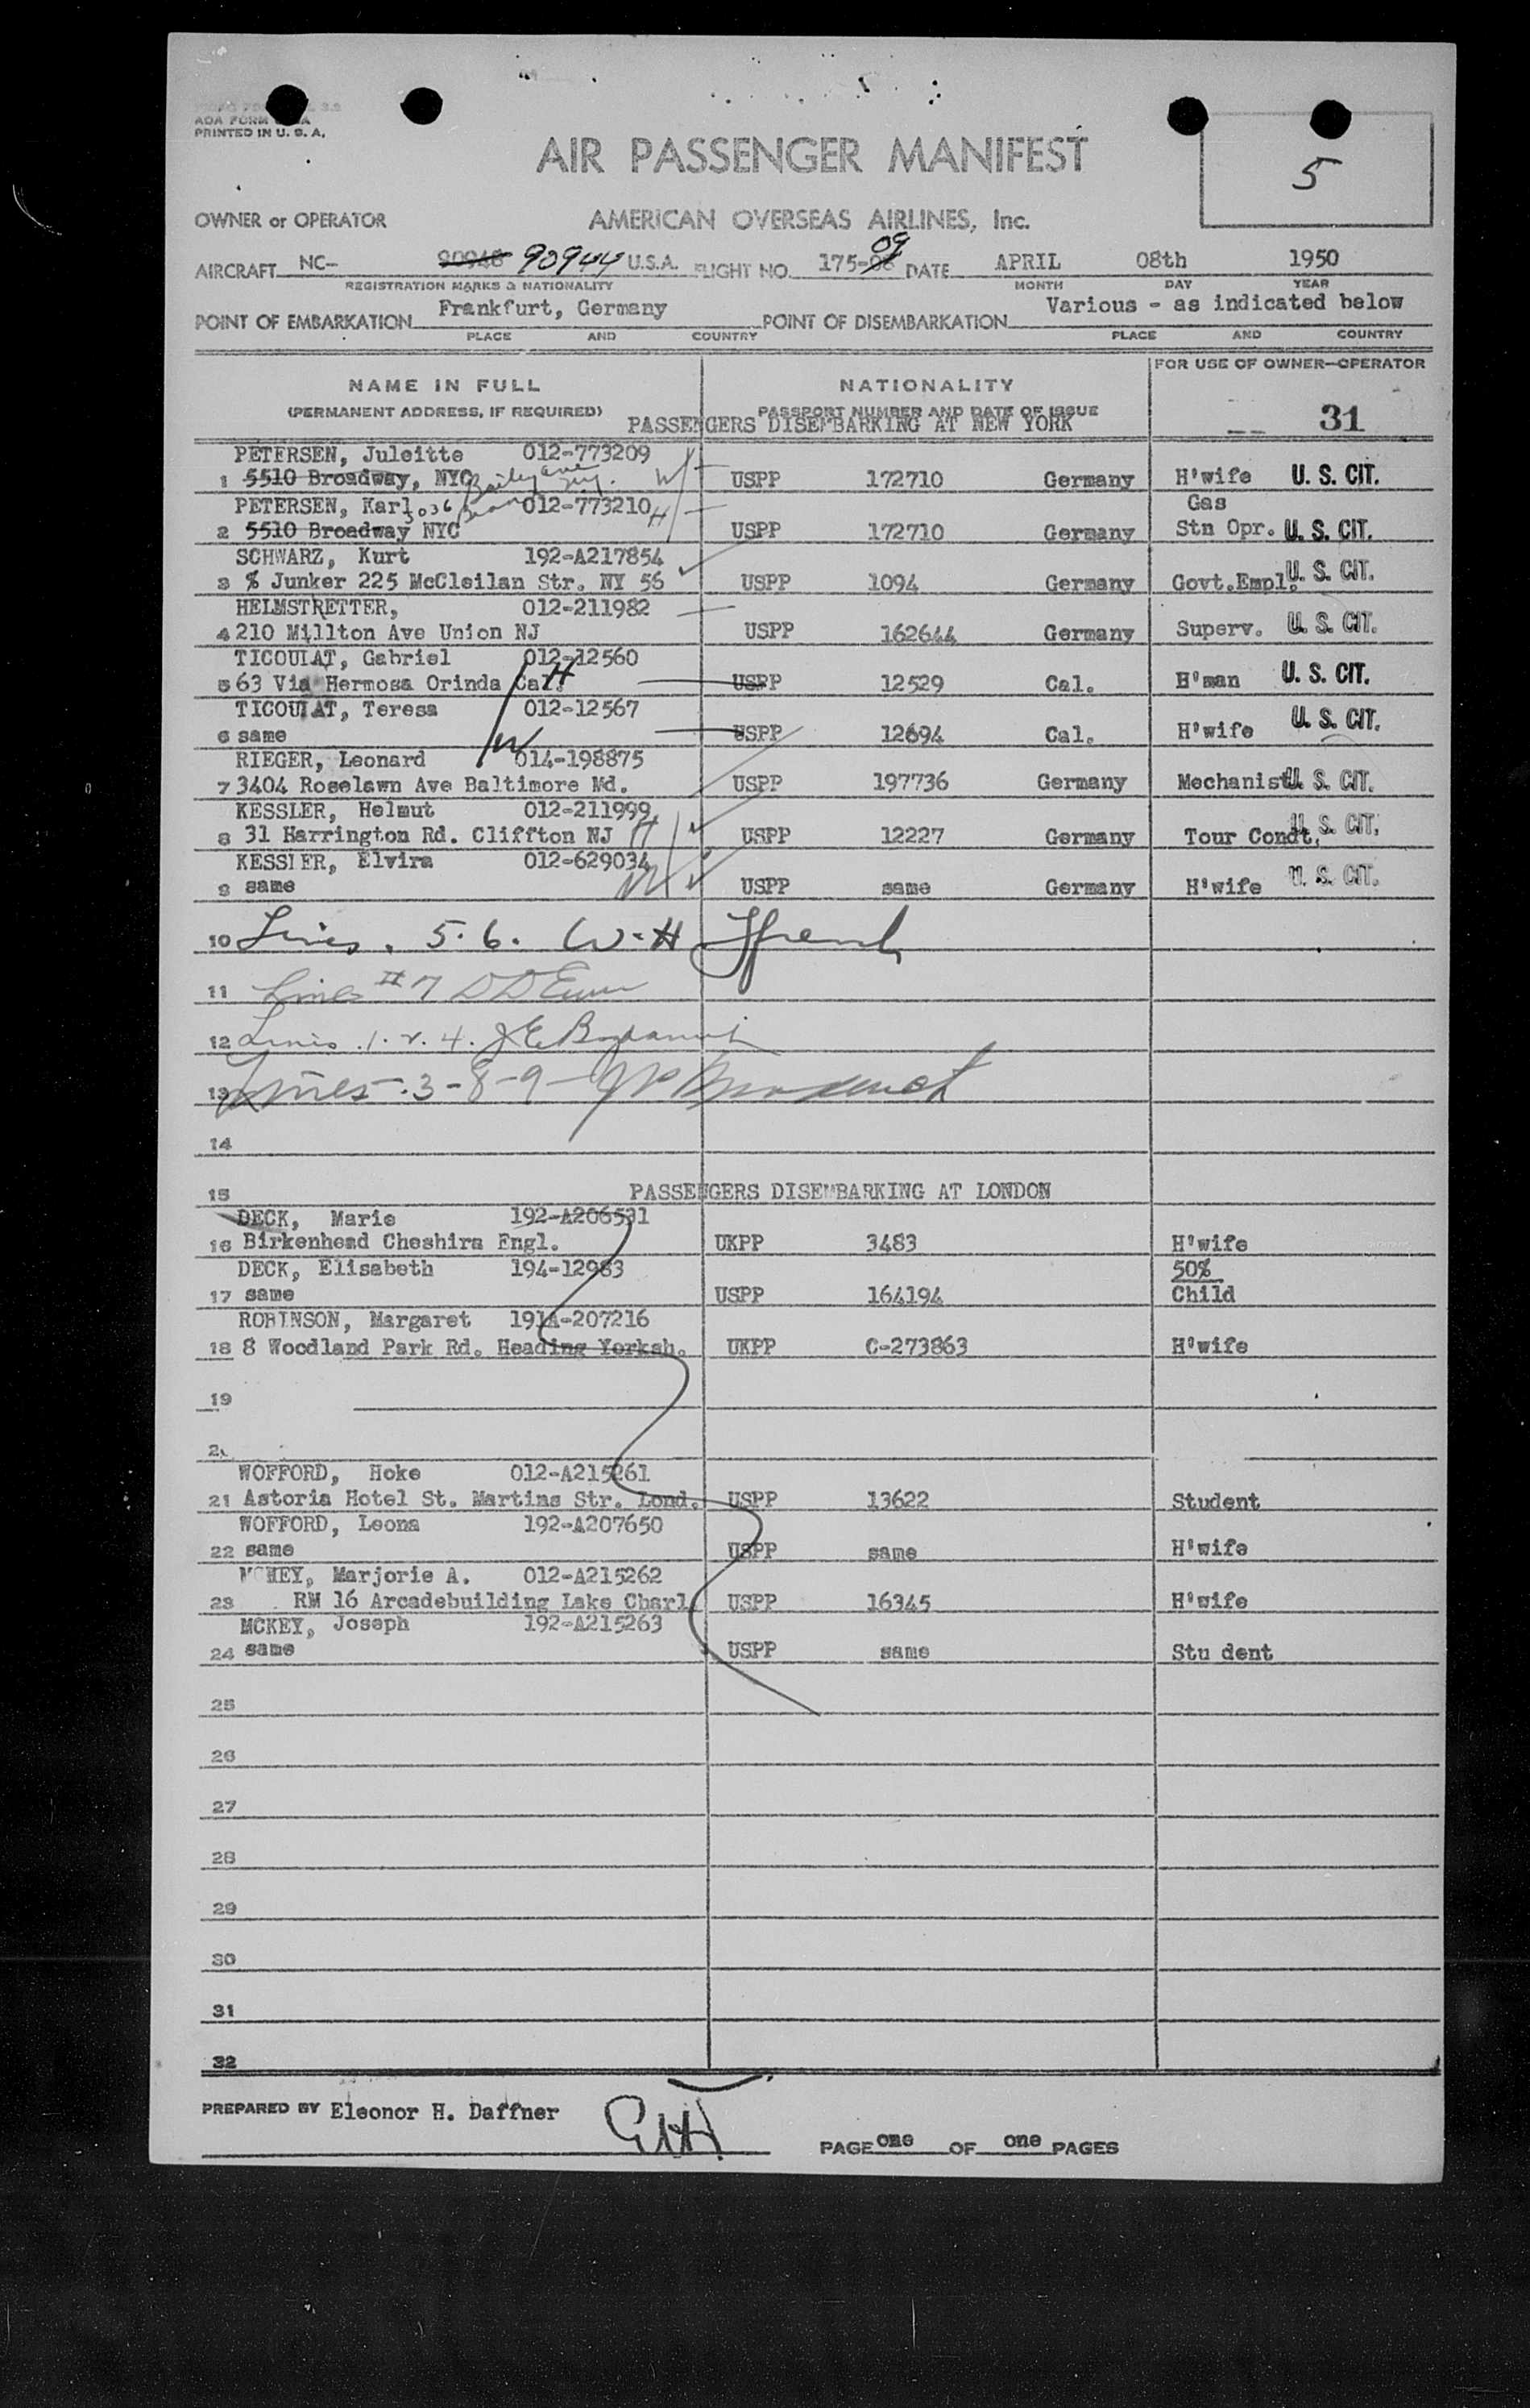 ADA FORM
PRINTED IN U. S. A.
AIR PASSENGER MANIFEST
5
OWNER or OPERATOR AMERICAN OVERSEAS AIRLINES, Inc.
AIRCRAFT NC- 90948 90944 U.S.A. FLIGHT NO. 175-08 09 DATE APRIL 08th 1950
REGISTRATION MARKS & NATIONALITY MONTH DAY YEAR
POINT OF EMBARKATION Frankfurt, Germany POINT OF DISEMBARKATION Various - as indicated below
PLACE AND COUNTRY PLACE AND COUNTRY
NAME IN FULL NATIONALITY FOR USE OF OWNER-OPERATOR
(PERMANENT ADDRESS, IF REQUIRED) PASSPORT NUMBER AND DATE OF ISSUE
PASSENGERS DISEMBARKING AT NEW YORK 31
PETERSEN, Juleitte 012-773209
1 5510 Broadway, NYC Bailey ave W USPP 172710 Germany H'wife U. S. CIT.
PETERSEN, Karl 3036 012-773210 H Gas
2 5510 Broadway NYC USPP 172710 Germany Stn Opr. U. S. CIT.
SCHWARZ, Kurt 192-A217854
3 % Junker 225 McCleilan Str. NY 56 USPP 1094 Germany Govt.Empl. U. S. CIT.
HELMSTRETTER, 012-211982
4 210 Millton Ave Union NJ USPP 162644 Germany Superv. U. S. CIT.
TICOULAT, Gabriel 012-12560
5 63 Via Hermosa Orinda Cal. H USPP 12529 Cal. H'man U. S. CIT.
TICOULAT, Teresa 012-12567
6 same W USPP 12694 Cal. H'wife U. S. CIT.
RIEGER, Leonard 014-198875
7 3404 Roselawn Ave Baltimore Md. USPP 197736 Germany Mechanist U. S. CIT.
KESSLER, Helmut 012-211999
8 31 Harrington Rd. Cliffton NJ H USPP 12227 Germany Tour Condt. U. S. CIT.
KESSLER, Elvira 012-629034
9 same W USPP same Germany H'wife U. S. CIT.
10 Lines. 5. 6. W-H
11 Lines #7
12 Lines 1. 2. 4.
13 Lines - 3-8-9-
14
15 PASSENGERS DISEMBARKING AT LONDON
DECK, Marie 192-A206531
16 Birkenhead Cheshire Engl. UKPP 3483 H'wife
DECK, Elisabeth 194-12983 50%
17 same USPP 164194 Child
ROBINSON, Margaret 191A-207216
18 8 Woodland Park Rd. Heading Yorksh. UKPP C-273863 H'wife
19
WOFFORD, Hoke 012-A215261
21 Astoria Hotel St. Martins Str. Lond. USPP 13622 Student
WOFFORD, Leona 192-A207650
22 same USPP same H'wife
Marjorie A. 012-A215262
23 RM 16 Arcadebuilding Lake Charl. USPP 16345 H'wife
MCKEY, Joseph 192-A215263
24 same USPP same Stu dent
25
26
27
28
29
30
31
32
PREPARED BY Eleonor H. Daffner
PAGE one OF one PAGES